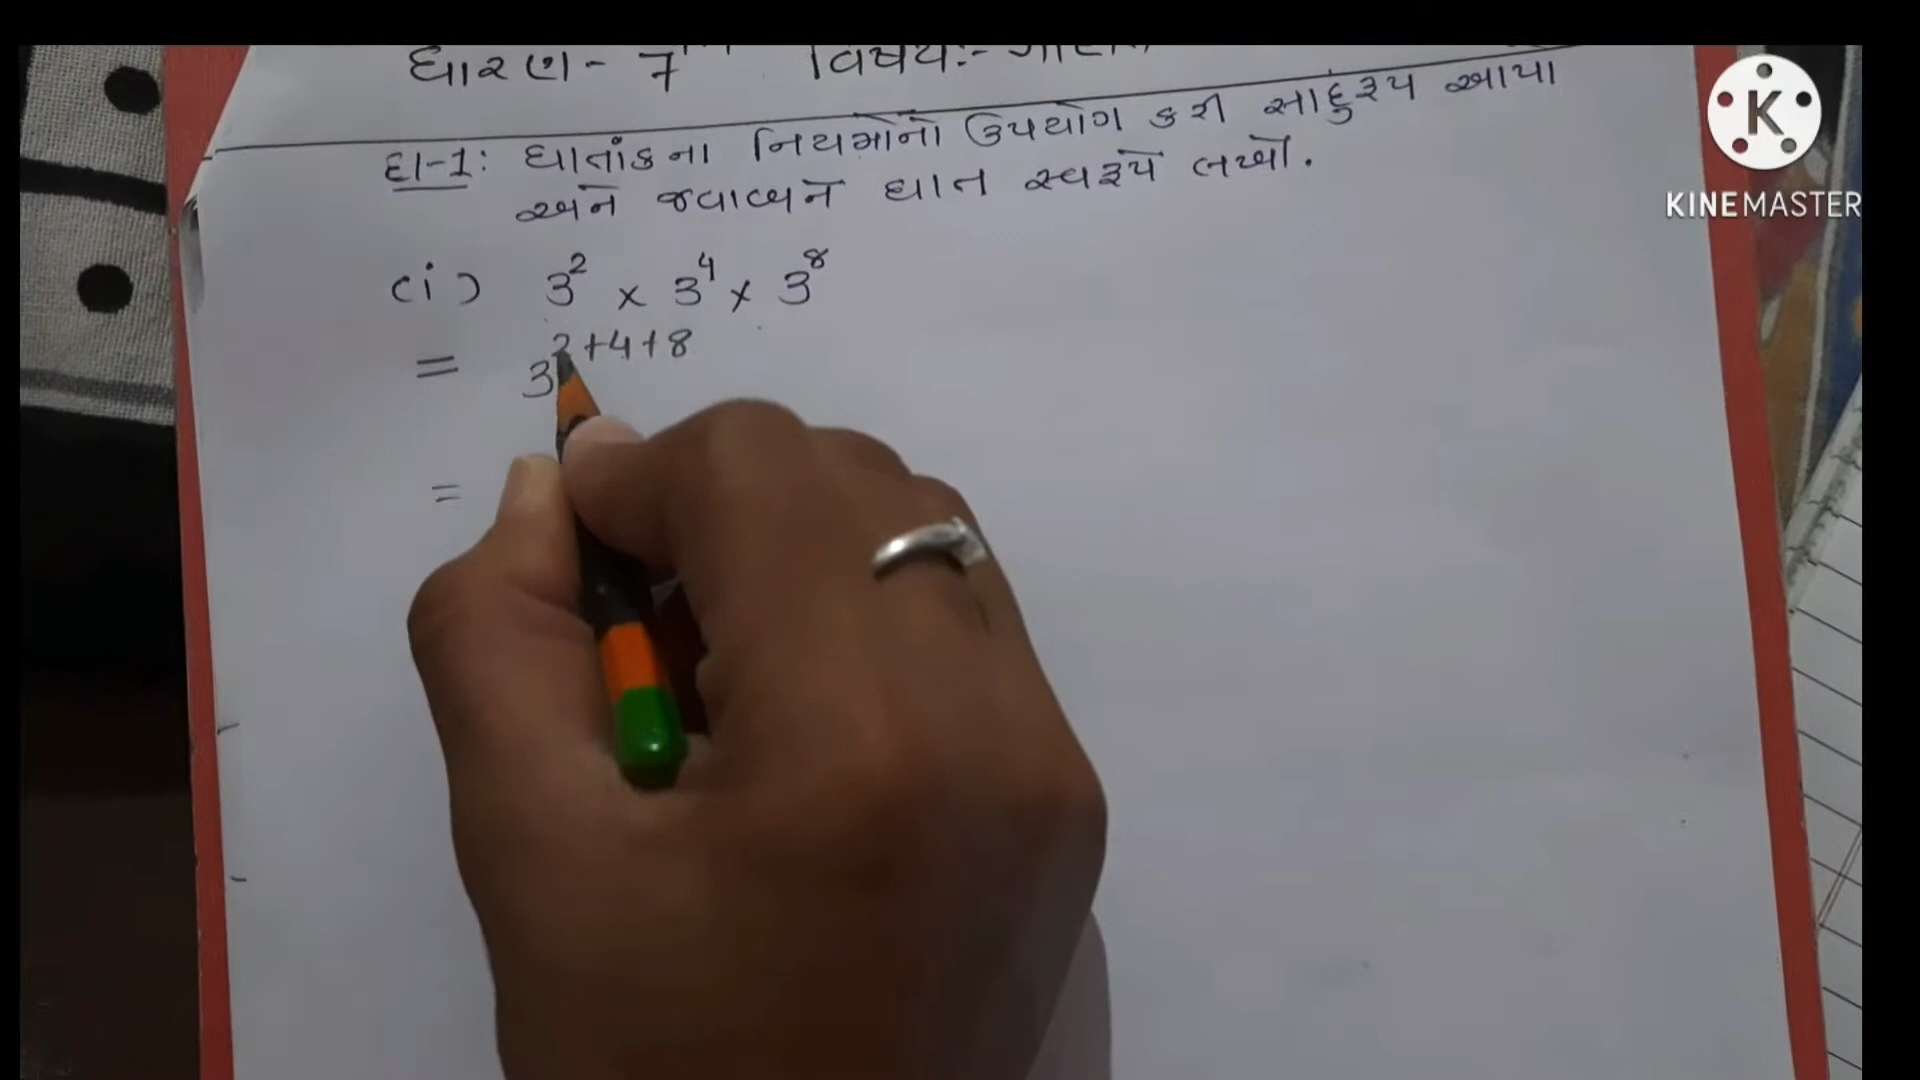 ધોરણ - 7 વિષય:-
દા-1: ઘાતાંકના નિયમોનો ઉપયોગ કરી સાદુંરૂપ આપો
અને જવાબને ઘાત સ્વરૂપે લખો.
(i) 3² × 3⁴ × 3⁸
= 3²⁺⁴⁺⁸
=
K
KINEMASTER